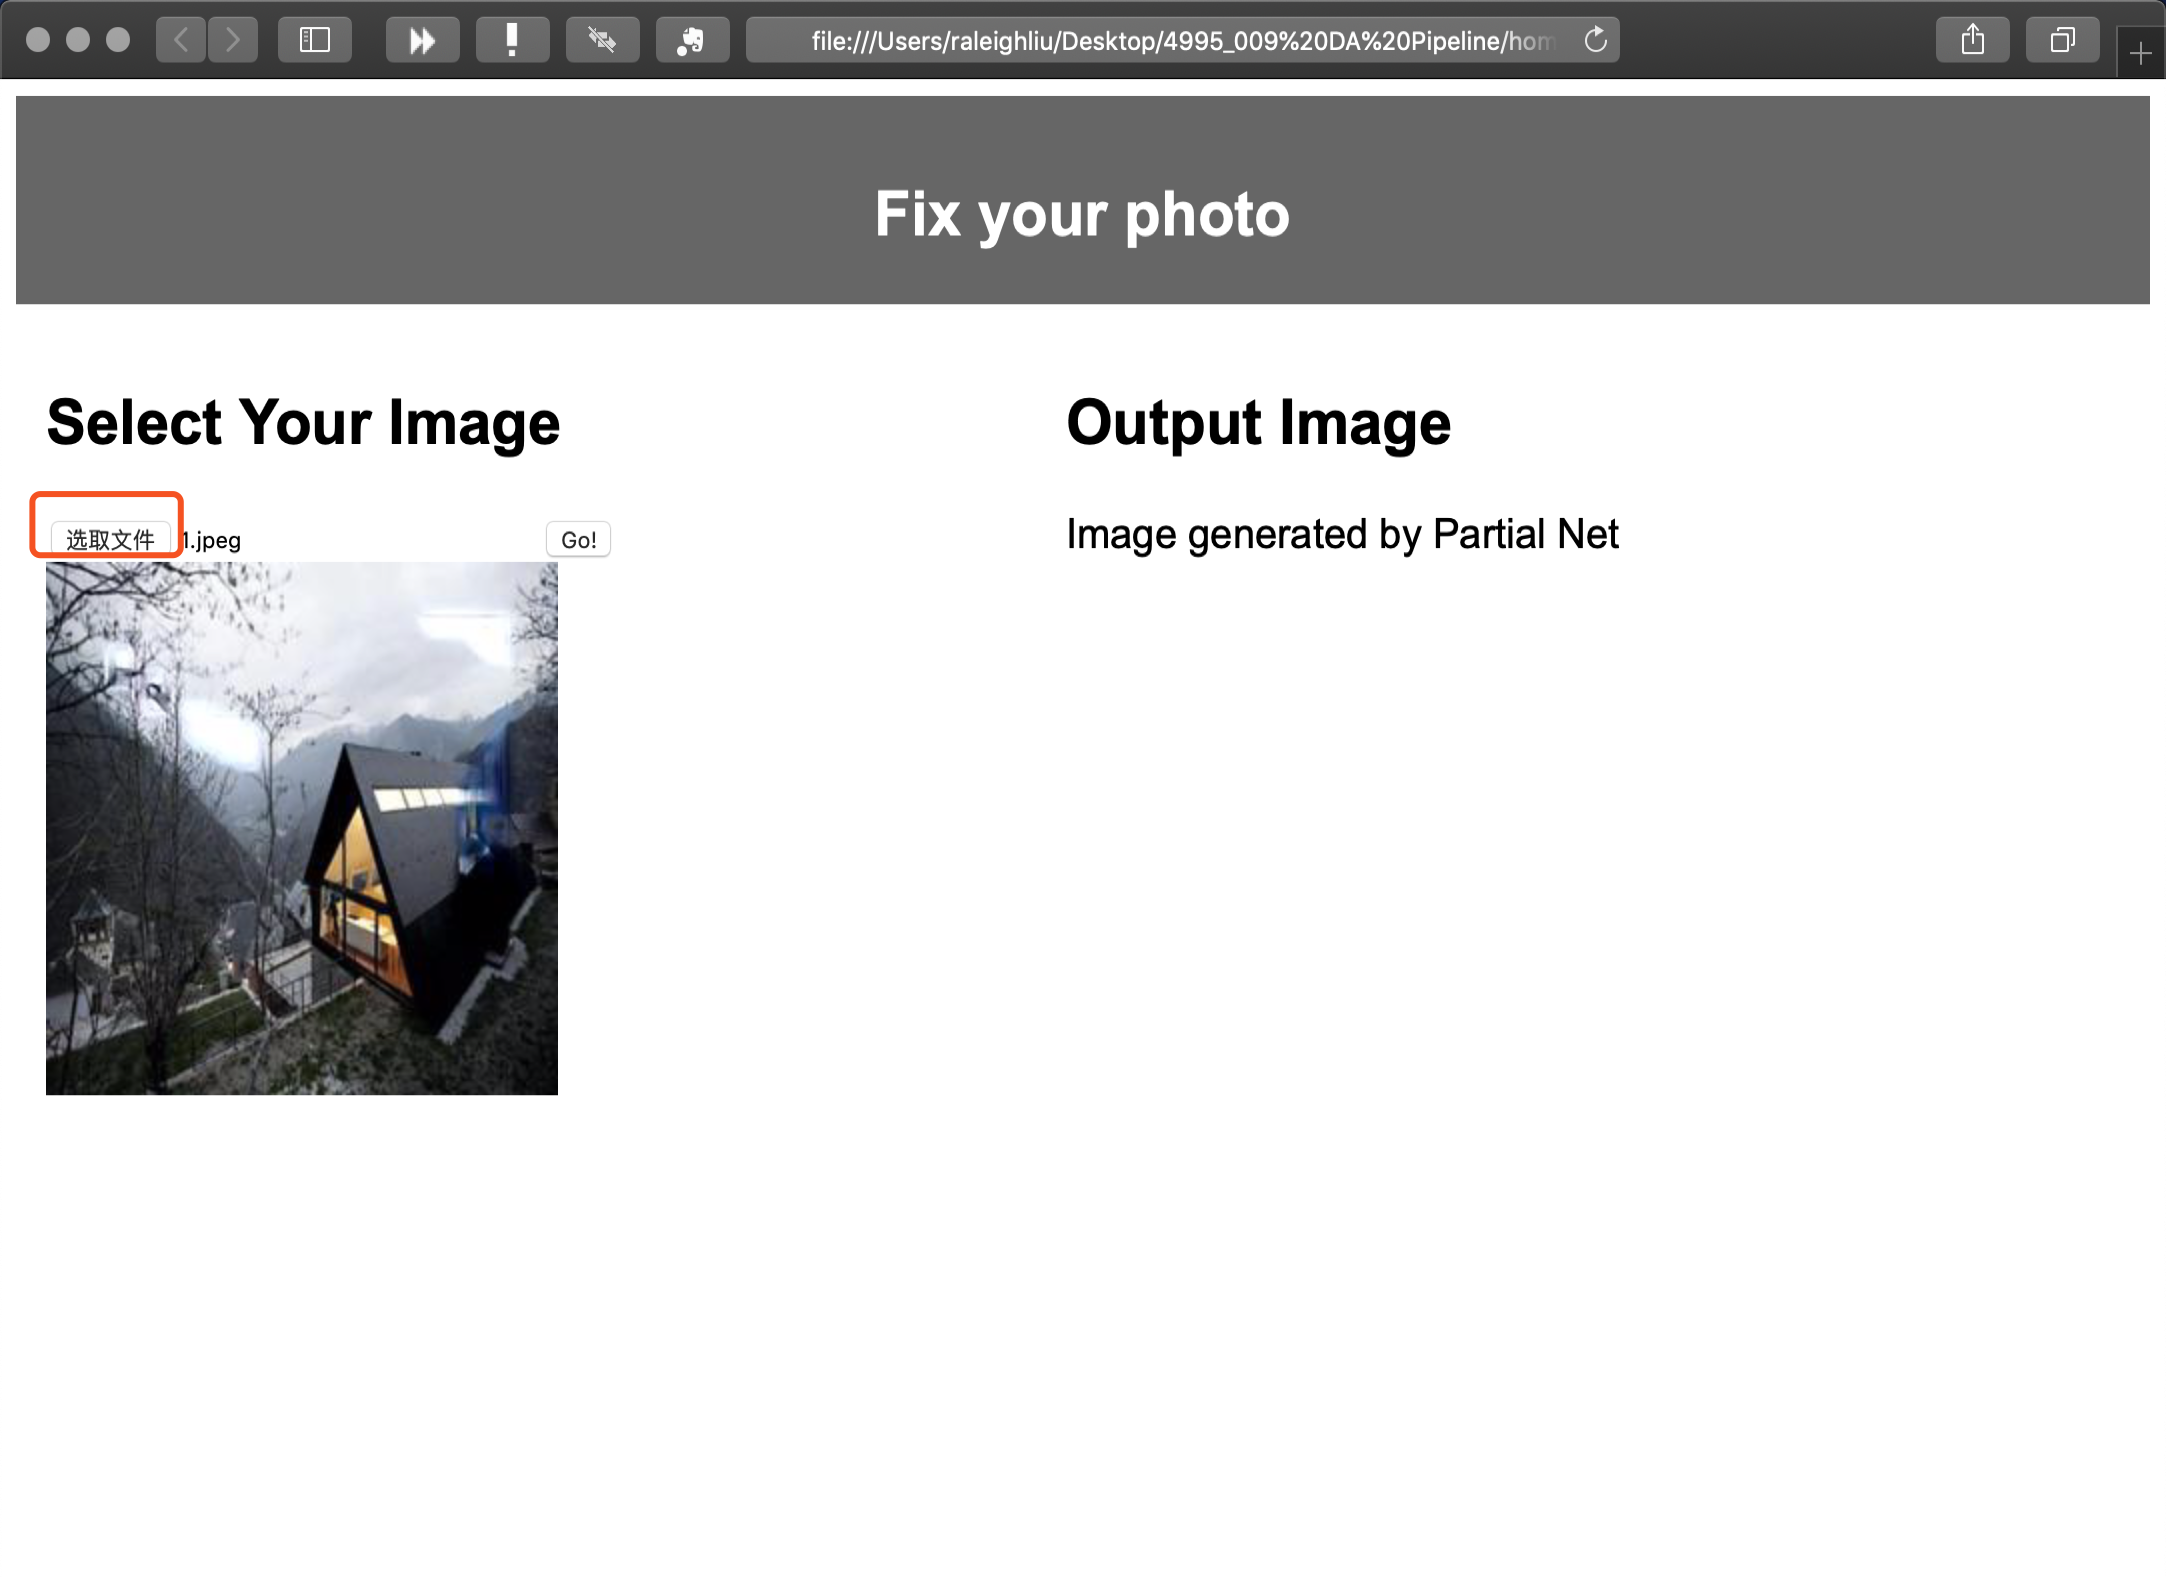 file:///Users/raleighliu/Desktop/4995_009%20DA%20Pipeline/hom
Fix your photo
Select Your Image
选取文件 1.jpeg Go!
Output Image
Image generated by Partial Net